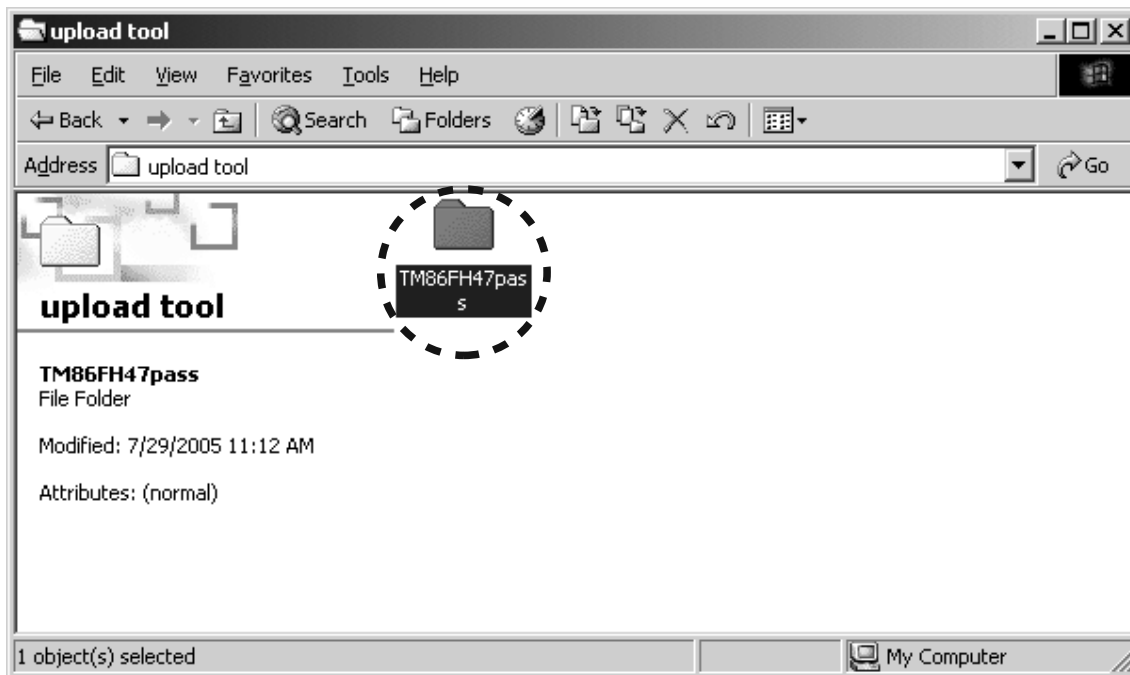 upload tool
File Edit View Favorites Tools Help
Back Search Folders
Address upload tool Go
TM86FH47pas
s
upload tool
TM86FH47pass
File Folder
Modified: 7/29/2005 11:12 AM
Attributes: (normal)
1 object(s) selected My Computer